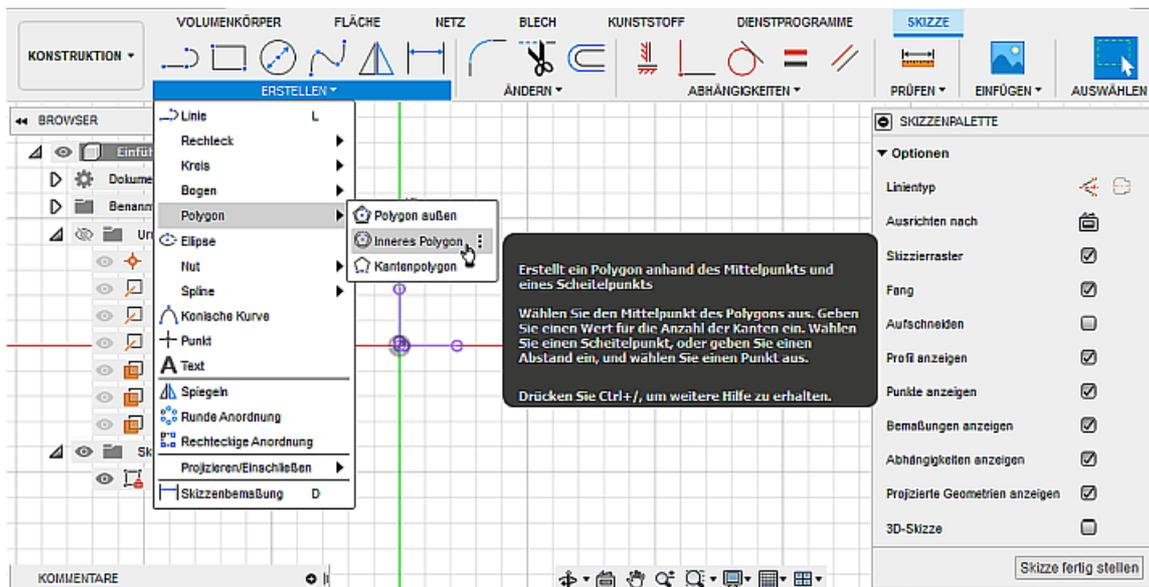 VOLUMENKÖRPER FLÄCHE NETZ BLECH KUNSTSTOFF DIENSTPROGRAMME SKIZZE
KONSTRUKTION
ERSTELLEN ÄNDERN ABHÄNGIGKEITEN PRÜFEN EINFÜGEN AUSWÄHLEN
BROWSER
Einfüh
Dokume
Benann
Ur
Sk
Linie L
Rechteck
Kreis
Bogen
Polygon
Ellipse
Nut
Spline
Konische Kurve
Punkt
Text
Spiegeln
Runde Anordnung
Rechteckige Anordnung
Projizieren/Einschließen
Skizzenbemaßung D
Polygon außen
Inneres Polygon
Kantenpolygon
Erstellt ein Polygon anhand des Mittelpunkts und
eines Scheitelpunkts
Wählen Sie den Mittelpunkt des Polygons aus. Geben
Sie einen Wert für die Anzahl der Kanten ein. Wählen
Sie einen Scheitelpunkt, oder geben Sie einen
Abstand ein, und wählen Sie einen Punkt aus.
Drücken Sie Ctrl+/, um weitere Hilfe zu erhalten.
SKIZZENPALETTE
Optionen
Linientyp
Ausrichten nach
Skizzierraster
Fang
Aufschneiden
Profil anzeigen
Punkte anzeigen
Bemaßungen anzeigen
Abhängigkeiten anzeigen
Projizierte Geometrien anzeigen
3D-Skizze
Skizze fertig stellen
KOMMENTARE